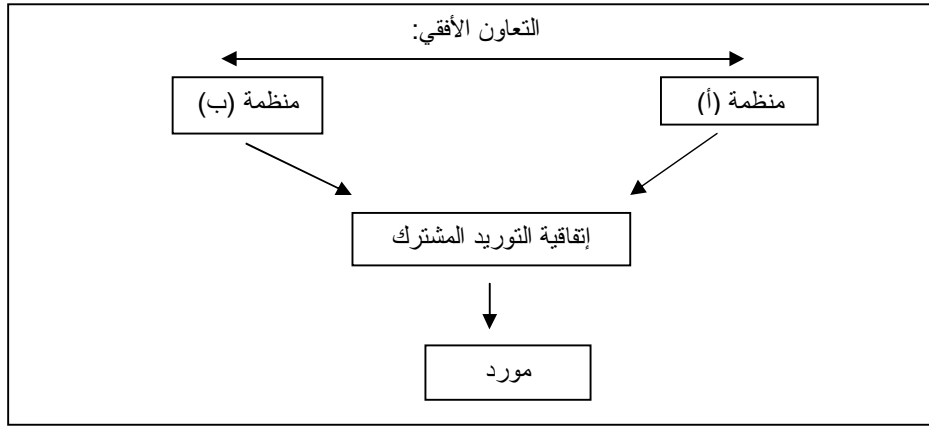 التعاون الأفقي:
منظمة (أ)
منظمة (ب)
إتفاقية التوريد المشترك
مورد